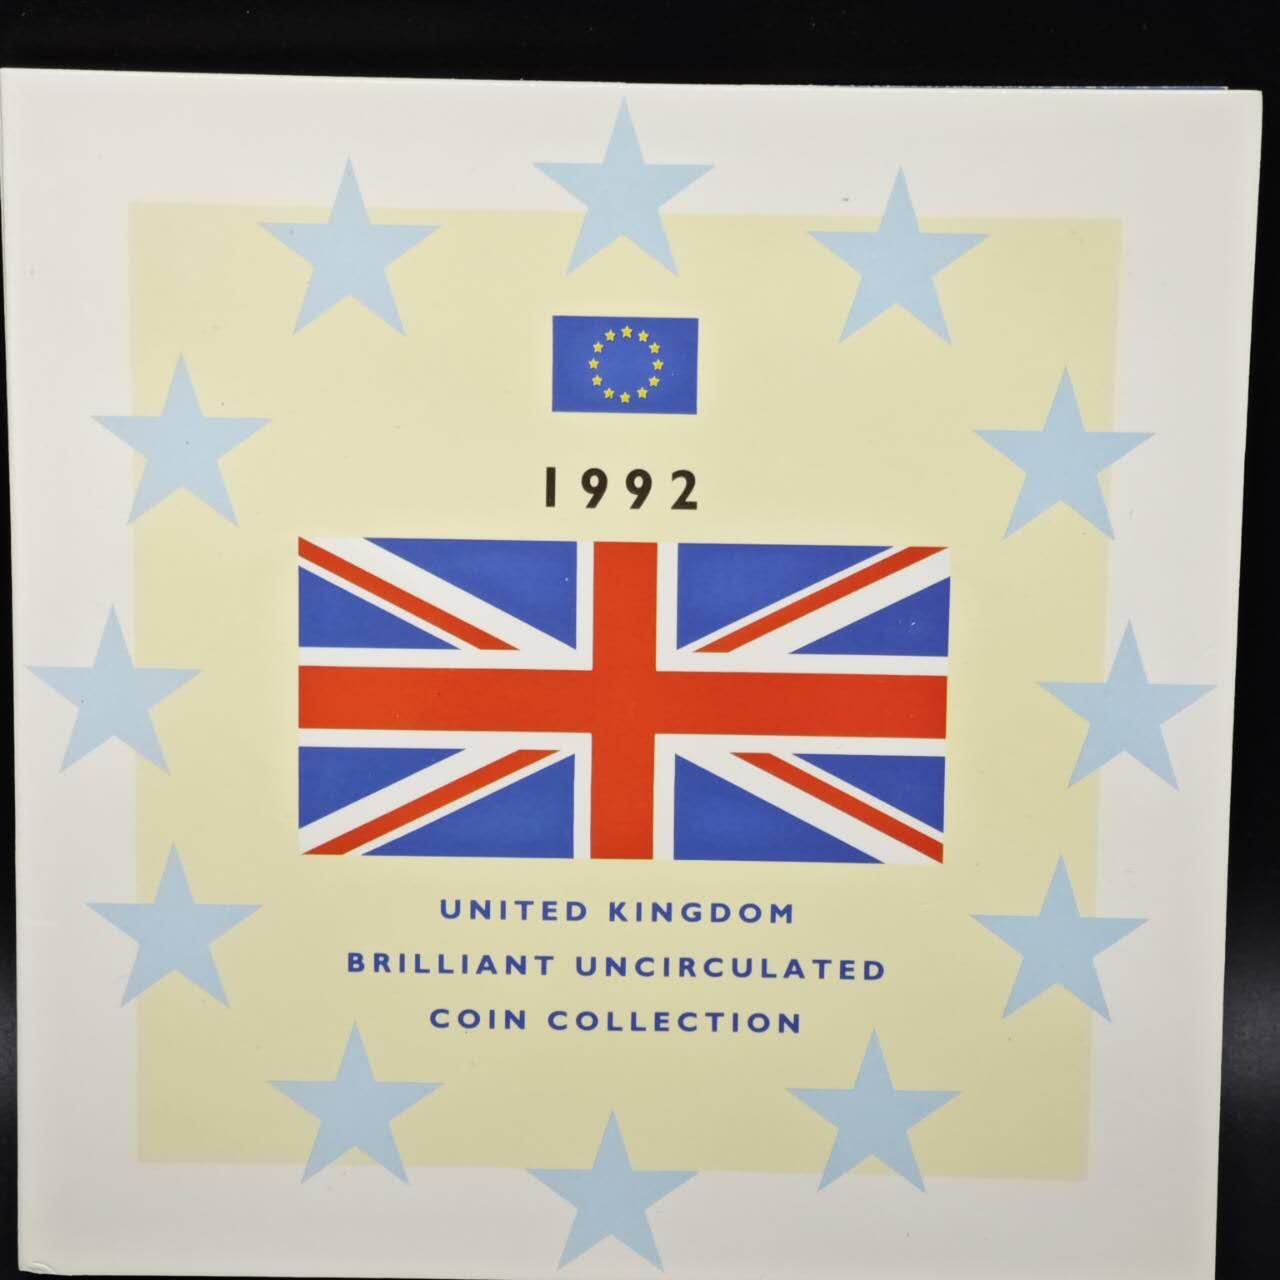 1992
UNITED KINGDOM
BRILLIANT UNCIRCULATED
COIN COLLECTION